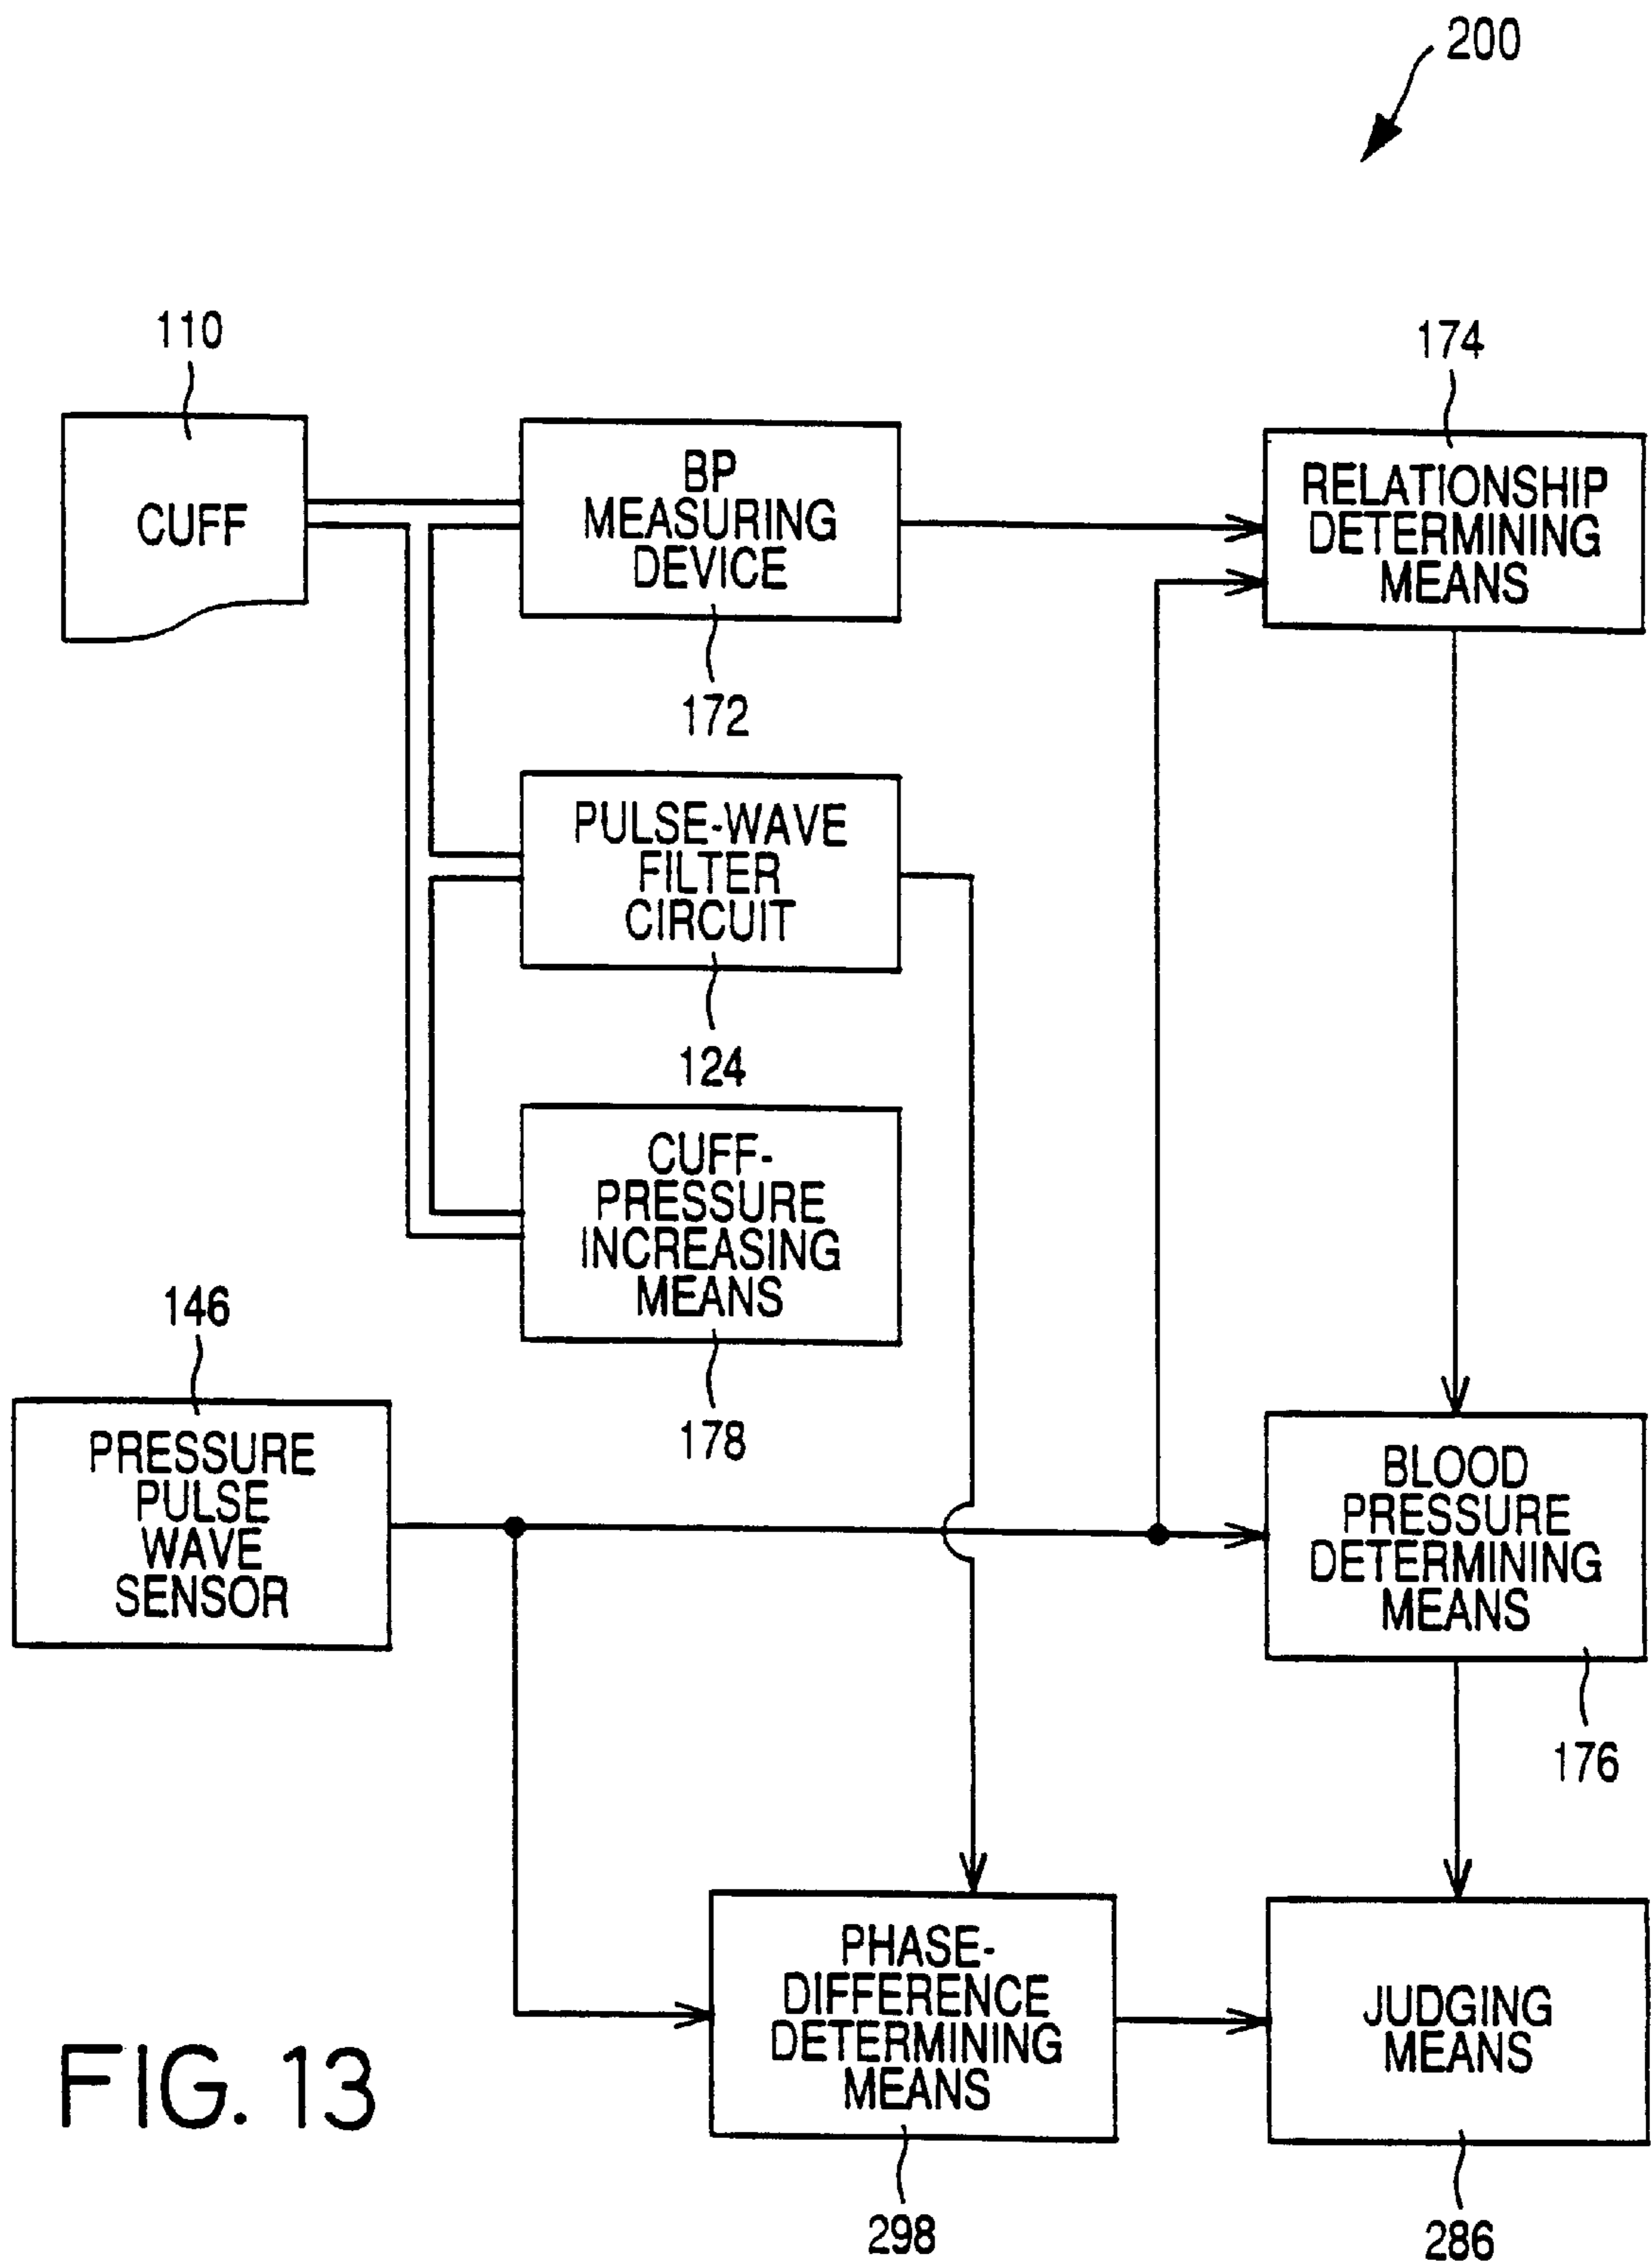 200
110
CUFF
BP
MEASURING
DEVICE
172
174
RELATIONSHIP
DETERMINING
MEANS
PULSE-WAVE
FILTER
CIRCUIT
124
CUFF-
PRESSURE
INCREASING
MEANS
178
146
PRESSURE
PULSE
WAVE
SENSOR
BLOOD
PRESSURE
DETERMINING
MEANS
176
PHASE-
DIFFERENCE
DETERMINING
MEANS
298
JUDGING
MEANS
286
FIG. 13